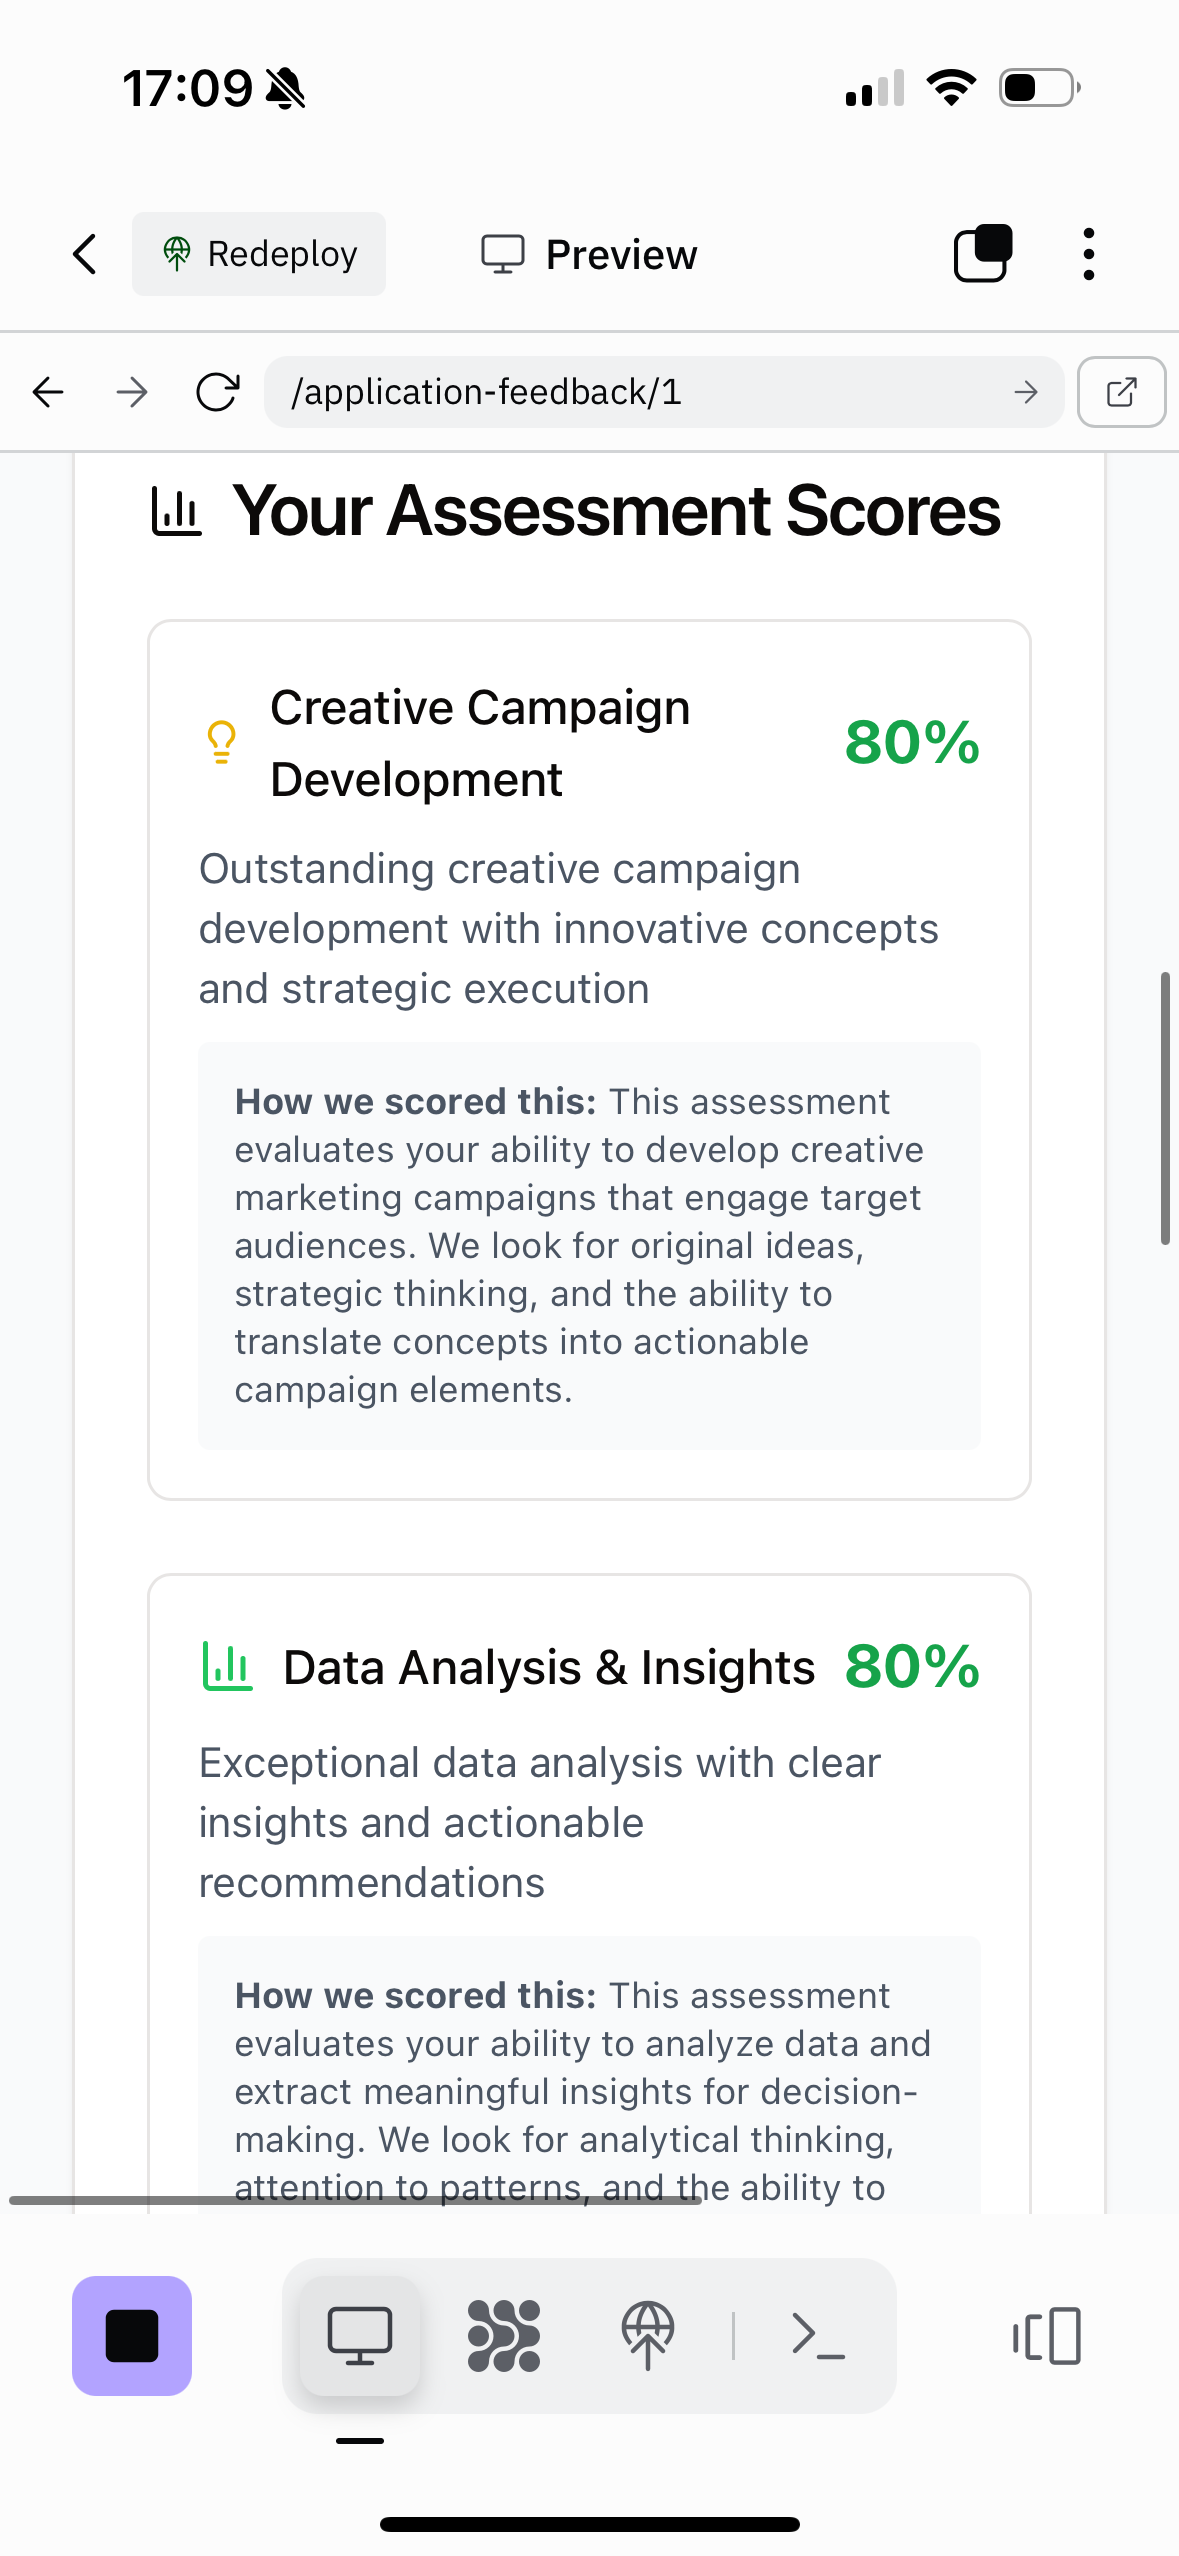 17:09
Redeploy
Preview
/application-feedback/1
Your Assessment Scores
Creative Campaign
Development
80%
Outstanding creative campaign
development with innovative concepts
and strategic execution
How we scored this: This assessment
evaluates your ability to develop creative
marketing campaigns that engage target
audiences. We look for original ideas,
strategic thinking, and the ability to
translate concepts into actionable
campaign elements.
Data Analysis & Insights 80%
Exceptional data analysis with clear
insights and actionable
recommendations
How we scored this: This assessment
evaluates your ability to analyze data and
extract meaningful insights for decision-
making. We look for analytical thinking,
attention to patterns, and the ability to